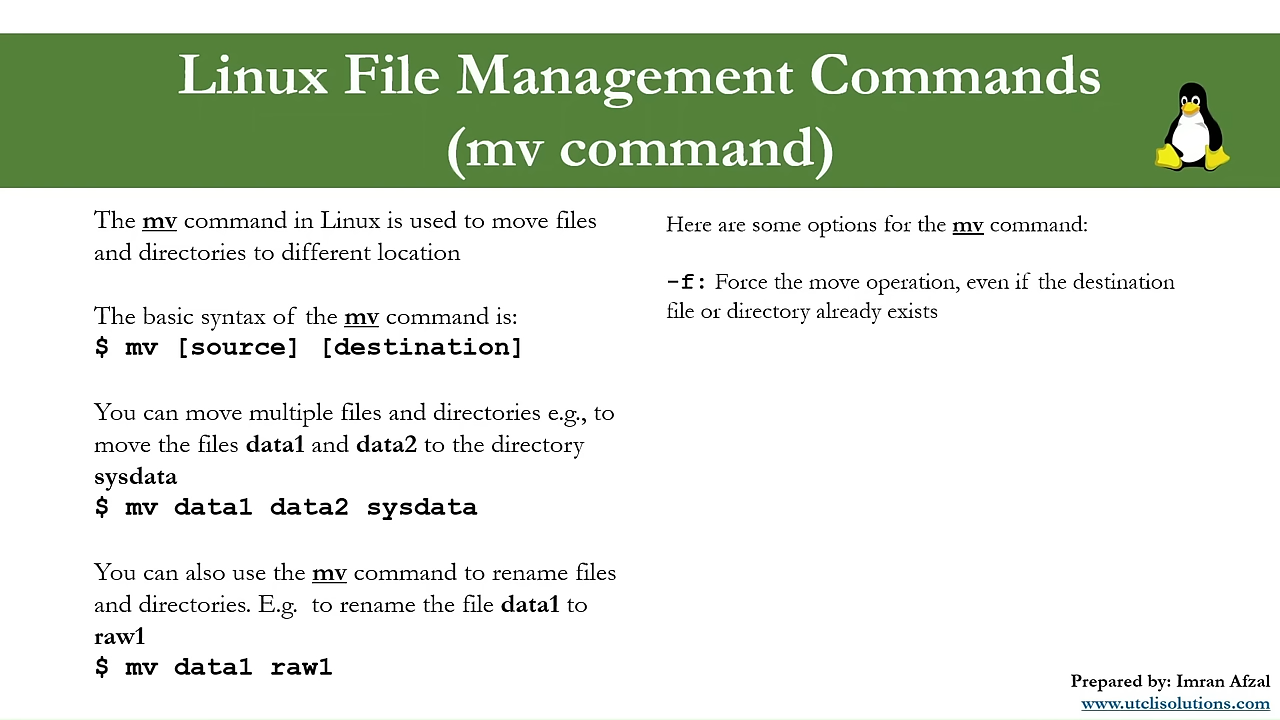 Linux File Management Commands
(mv command)
The mv command in Linux is used to move files
and directories to different location
The basic syntax of the mv command is:
$ mv [source] [destination]
You can move multiple files and directories e.g., to
move the files data1 and data2 to the directory
sysdata
$ mv data1 data2 sysdata
You can also use the mv command to rename files
and directories. E.g. to rename the file data1 to
raw1
$ mv data1 raw1
Here are some options for the mv command:
-f: Force the move operation, even if the destination
file or directory already exists
Prepared by: Imran Afzal
www.utclisolutions.com